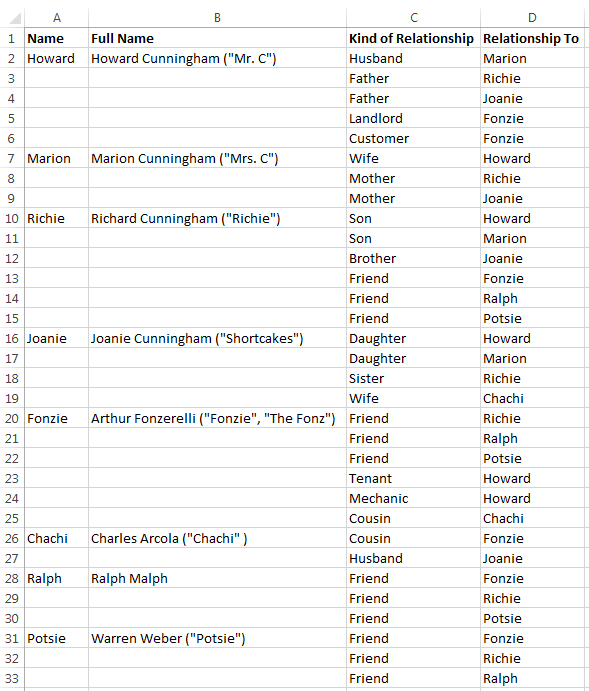 A B C D
1 Name Full Name Kind of Relationship Relationship To
2 Howard Howard Cunningham ("Mr. C") Husband Marion
3 Father Richie
4 Father Joanie
5 Landlord Fonzie
6 Customer Fonzie
7 Marion Marion Cunningham ("Mrs. C") Wife Howard
8 Mother Richie
9 Mother Joanie
10 Richie Richard Cunningham ("Richie") Son Howard
11 Son Marion
12 Brother Joanie
13 Friend Fonzie
14 Friend Ralph
15 Friend Potsie
16 Joanie Joanie Cunningham ("Shortcakes") Daughter Howard
17 Daughter Marion
18 Sister Richie
19 Wife Chachi
20 Fonzie Arthur Fonzerelli ("Fonzie", "The Fonz") Friend Richie
21 Friend Ralph
22 Friend Potsie
23 Tenant Howard
24 Mechanic Howard
25 Cousin Chachi
26 Chachi Charles Arcola ("Chachi" ) Cousin Fonzie
27 Husband Joanie
28 Ralph Ralph Malph Friend Fonzie
29 Friend Richie
30 Friend Potsie
31 Potsie Warren Weber ("Potsie") Friend Fonzie
32 Friend Richie
33 Friend Ralph